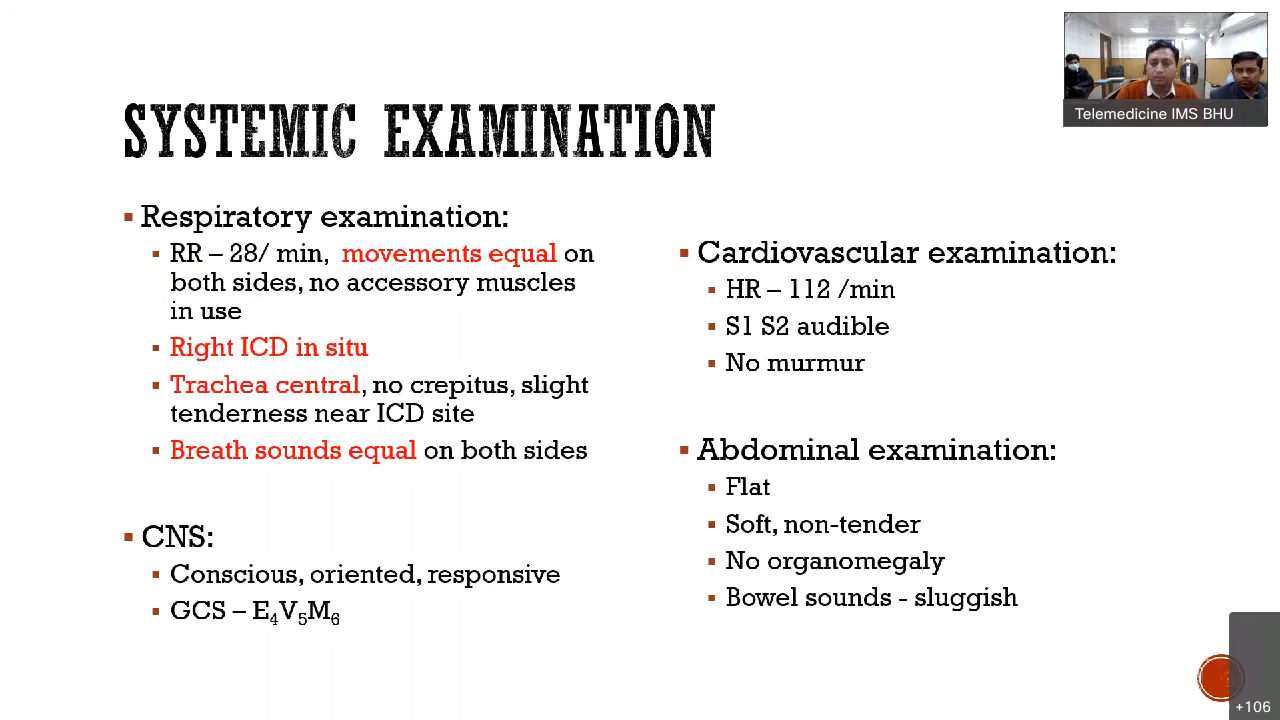 SYSTEMIC EXAMINATION
Respiratory examination:
RR – 28/ min, movements equal on
both sides, no accessory muscles
in use
Right ICD in situ
Trachea central, no crepitus, slight
tenderness near ICD site
Breath sounds equal on both sides
CNS:
Conscious, oriented, responsive
GCS – E4V5M6
Cardiovascular examination:
HR – 112 /min
S1 S2 audible
No murmur
Abdominal examination:
Flat
Soft, non-tender
No organomegaly
Bowel sounds - sluggish
Telemedicine IMS BHU
+106